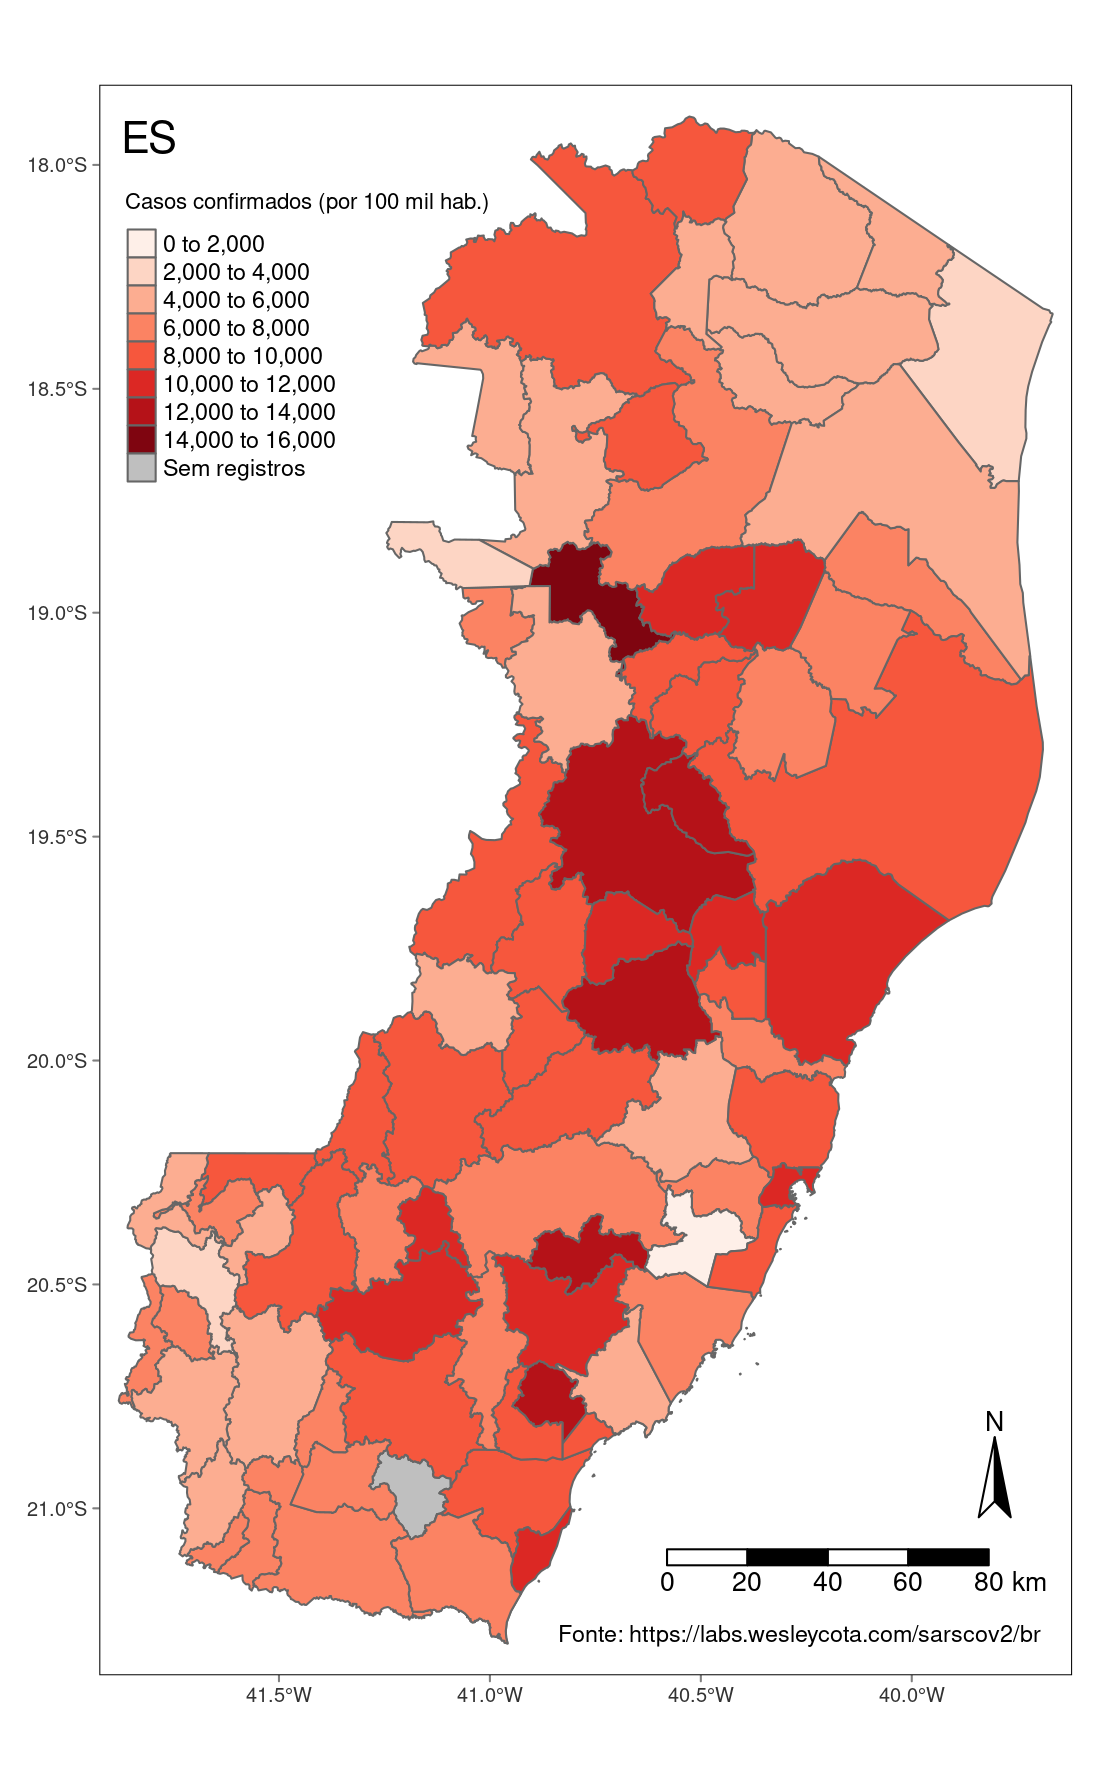 ES
Casos confirmados (por 100 mil hab.)
0 to 2,000
2,000 to 4,000
4,000 to 6,000
6,000 to 8,000
8,000 to 10,000
10,000 to 12,000
12,000 to 14,000
14,000 to 16,000
Sem registros
18.0°S
18.5°S
19.0°S
19.5°S
20.0°S
20.5°S
21.0°S
N
0 20 40 60 80 km
Fonte: https://labs.wesleycota.com/sarscov2/br
41.5°W 41.0°W 40.5°W 40.0°W